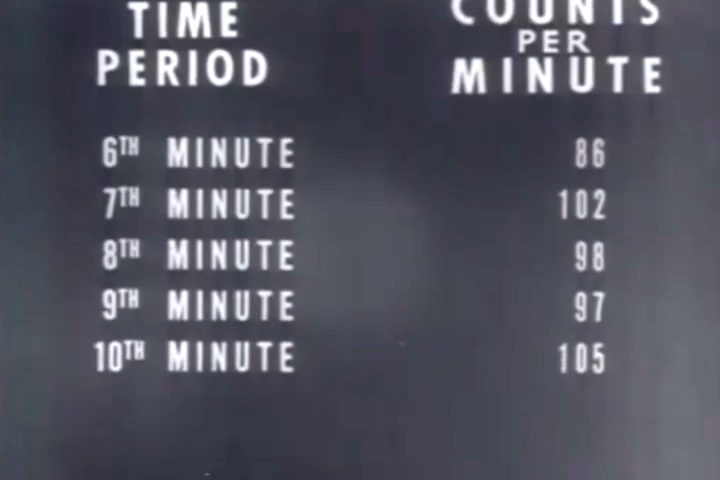 TIME
PERIOD
COUNTS
PER
MINUTE
6TH MINUTE 86
7TH MINUTE 102
8TH MINUTE 98
9TH MINUTE 97
10TH MINUTE 105